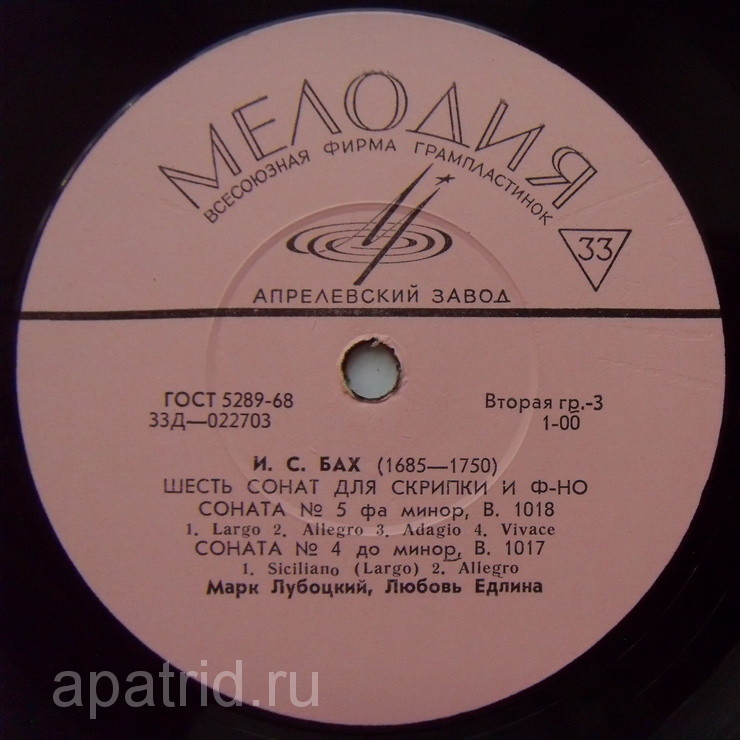 МЕЛОДИЯ
ВСЕСОЮЗНАЯ ФИРМА ГРАМПЛАСТИНОК
33
АПРЕЛЕВСКИЙ ЗАВОД
ГОСТ 5289-68 Вторая гр.-3
33Д—022703 1-00
И. С. БАХ (1685—1750)
ШЕСТЬ СОНАТ ДЛЯ СКРИПКИ И Ф-НО
СОНАТА № 5 фа минор, В. 1018
1. Largo 2. Allegro 3. Adagio 4. Vivace
СОНАТА № 4 до минор, В. 1017
1. Siciliano (Largo) 2. Allegro
Марк Лубоцкий, Любовь Едлина
apatrid.ru